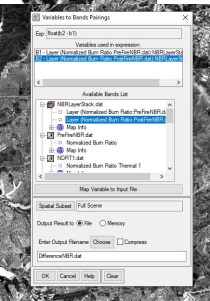 Variables to Bands Pairings
Exp: float(b2 - b1)
Variables used in expression:
B1 - Layer (Normalized Burn Ratio PreFireNBR.dat):NBRLayerSta
B2 - Layer (Normalized Burn Ratio PostFireNBR.dat):NBRLayerSt
Available Bands List
NBRLayerStack.dat
Layer (Normalized Burn Ratio PreFireNBR.d
Layer (Normalized Burn Ratio PostFireNBR.
Map Info
PreFireNBR.dat
Normalized Burn Ratio
Map Info
NDRT1.dat
Normalized Burn Ratio Thermal 1
Map Info
Map Variable to Input File
Spatial Subset Full Scene
Output Result to File Memory
Enter Output Filename Choose Compress
DifferenceNBR.dat
OK Cancel Help Clear